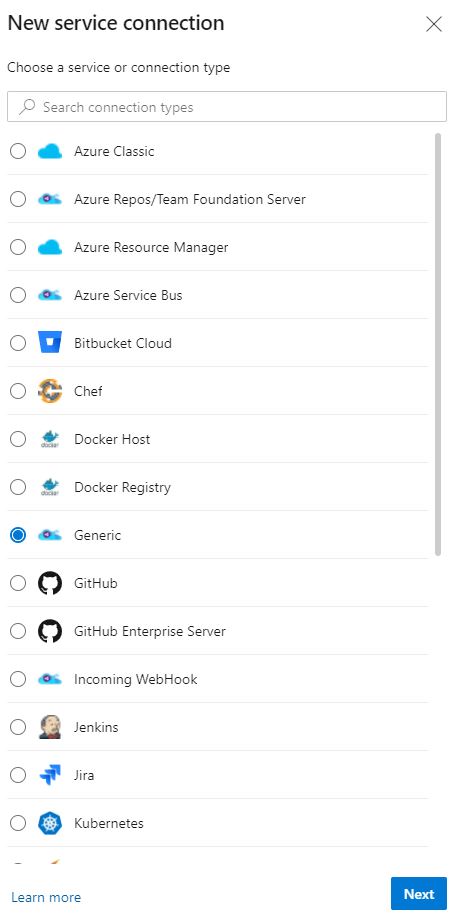 New service connection
Choose a service or connection type
Search connection types
Azure Classic
Azure Repos/Team Foundation Server
Azure Resource Manager
Azure Service Bus
Bitbucket Cloud
Chef
docker
Docker Host
docker
Docker Registry
Generic
GitHub
GitHub Enterprise Server
Incoming WebHook
Jenkins
Jira
Kubernetes
Learn more
Next